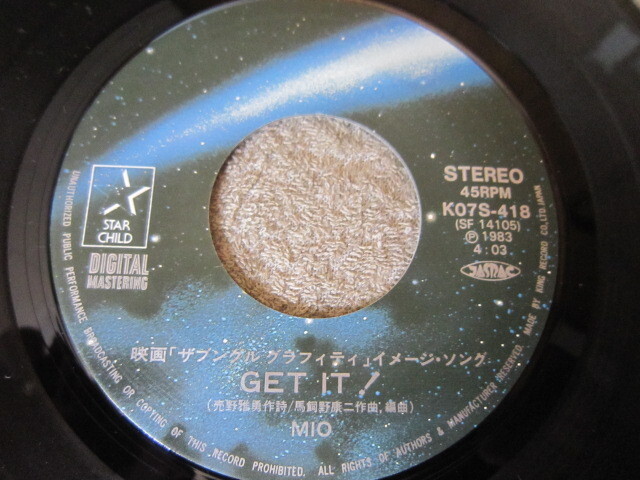 STAR
CHILD
DIGITAL
MASTERING
STEREO
45RPM
K07S-418
(SF 14105)
Ⓟ 1983
4:03
JASRAC
映画「ザブングル グラフィティ」イメージ・ソング
GET IT!
(売野雅勇作詩/馬飼野康二作曲,編曲)
MIO
UNAUTHORIZED PUBLIC PERFORMANCE BROADCASTING OR COPYING OF THIS RECORD PROHIBITED, ALL RIGHTS OF AUTHORS & MANUFACTURER RESERVED. MADE BY KING RECORD CO.,LTD.JAPAN